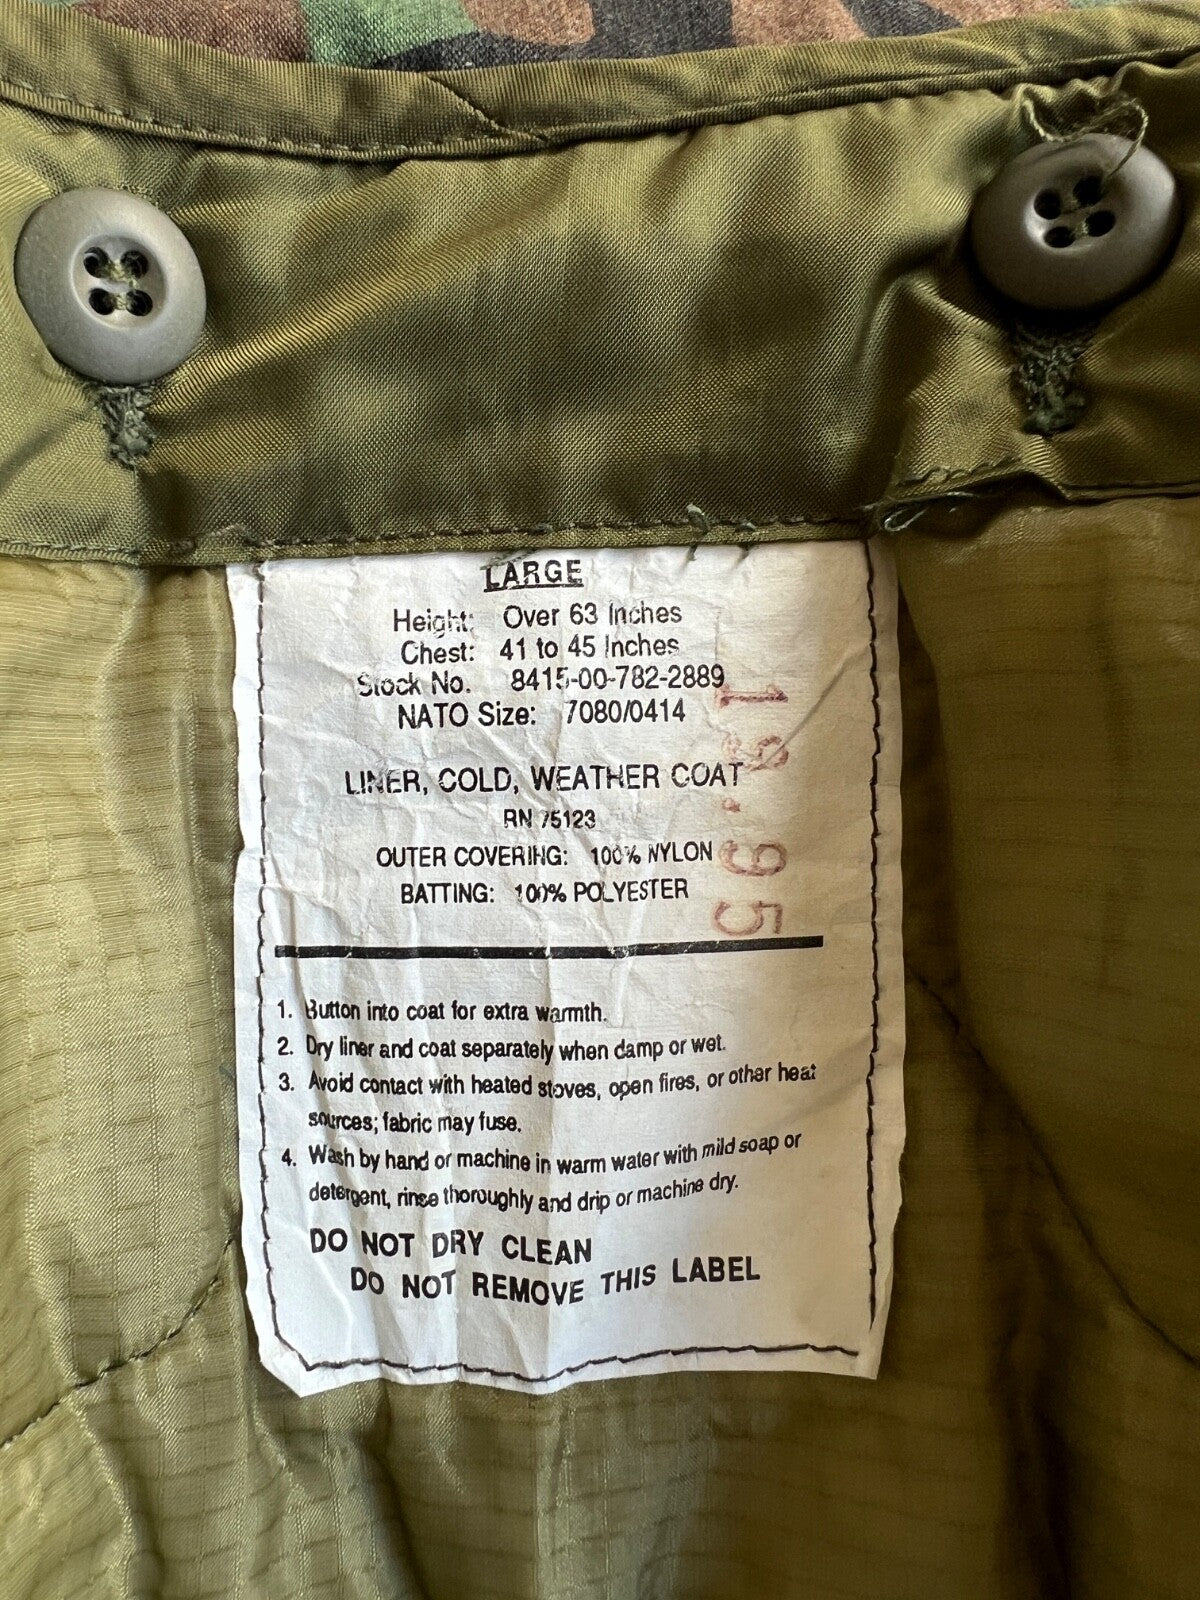 LARGE
Height: Over 63 Inches
Chest: 41 to 45 Inches
Stock No. 8415-00-782-2889
NATO Size: 7080/0414
LINER, COLD, WEATHER COAT
RN 75123
OUTER COVERING: 100% NYLON
BATTING: 100% POLYESTER
18.95
1. Button into coat for extra warmth.
2. Dry liner and coat separately when damp or wet.
3. Avoid contact with heated stoves, open fires, or other heat
sources; fabric may fuse.
4. Wash by hand or machine in warm water with mild soap or
detergent, rinse thoroughly and drip or machine dry.
DO NOT DRY CLEAN
DO NOT REMOVE THIS LABEL